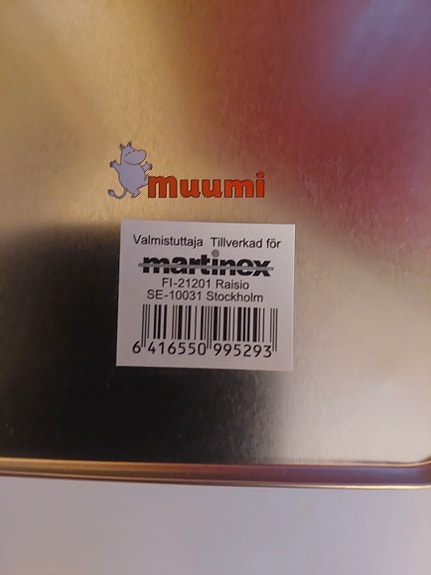 muumi
Valmistuttaja Tillverkad för
martinex
FI-21201 Raisio
SE-10031 Stockholm
6 416550 995293